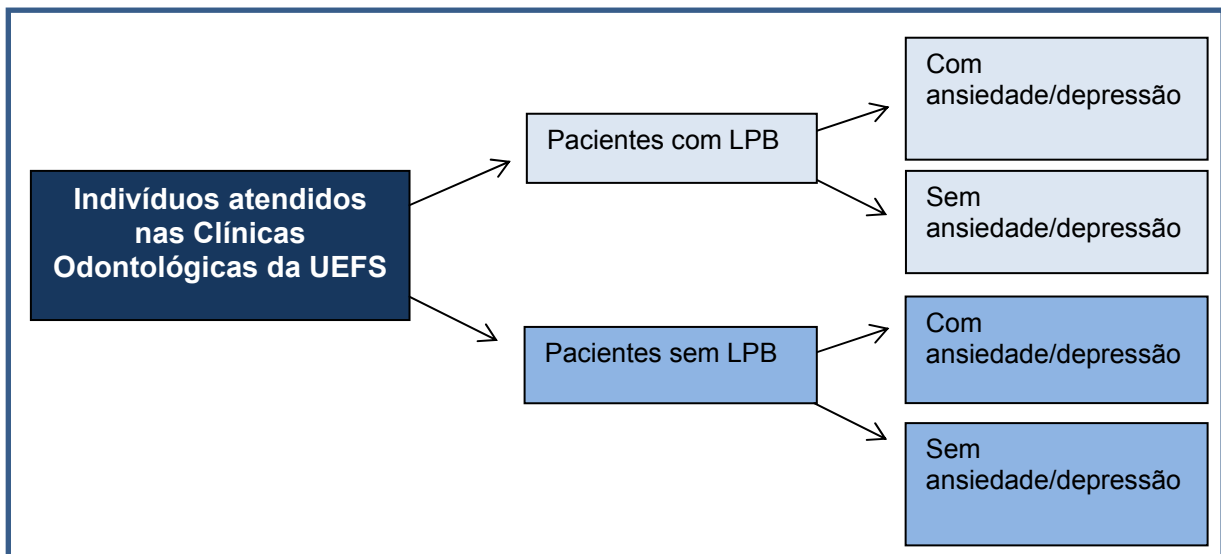 Indivíduos atendidos
nas Clínicas
Odontológicas da UEFS
Pacientes com LPB
Com
ansiedade/depressão
Sem
ansiedade/depressão
Pacientes sem LPB
Com
ansiedade/depressão
Sem
ansiedade/depressão